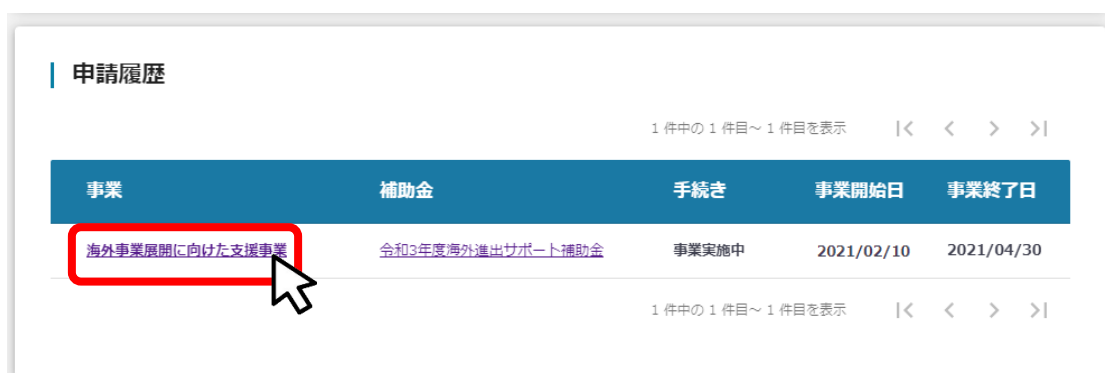 申請履歴
1 件中の 1 件目～ 1 件目を表示
事業 補助金 手続き 事業開始日 事業終了日
海外事業展開に向けた支援事業 令和3年度海外進出サポート補助金 事業実施中 2021/02/10 2021/04/30
1 件中の 1 件目～ 1 件目を表示